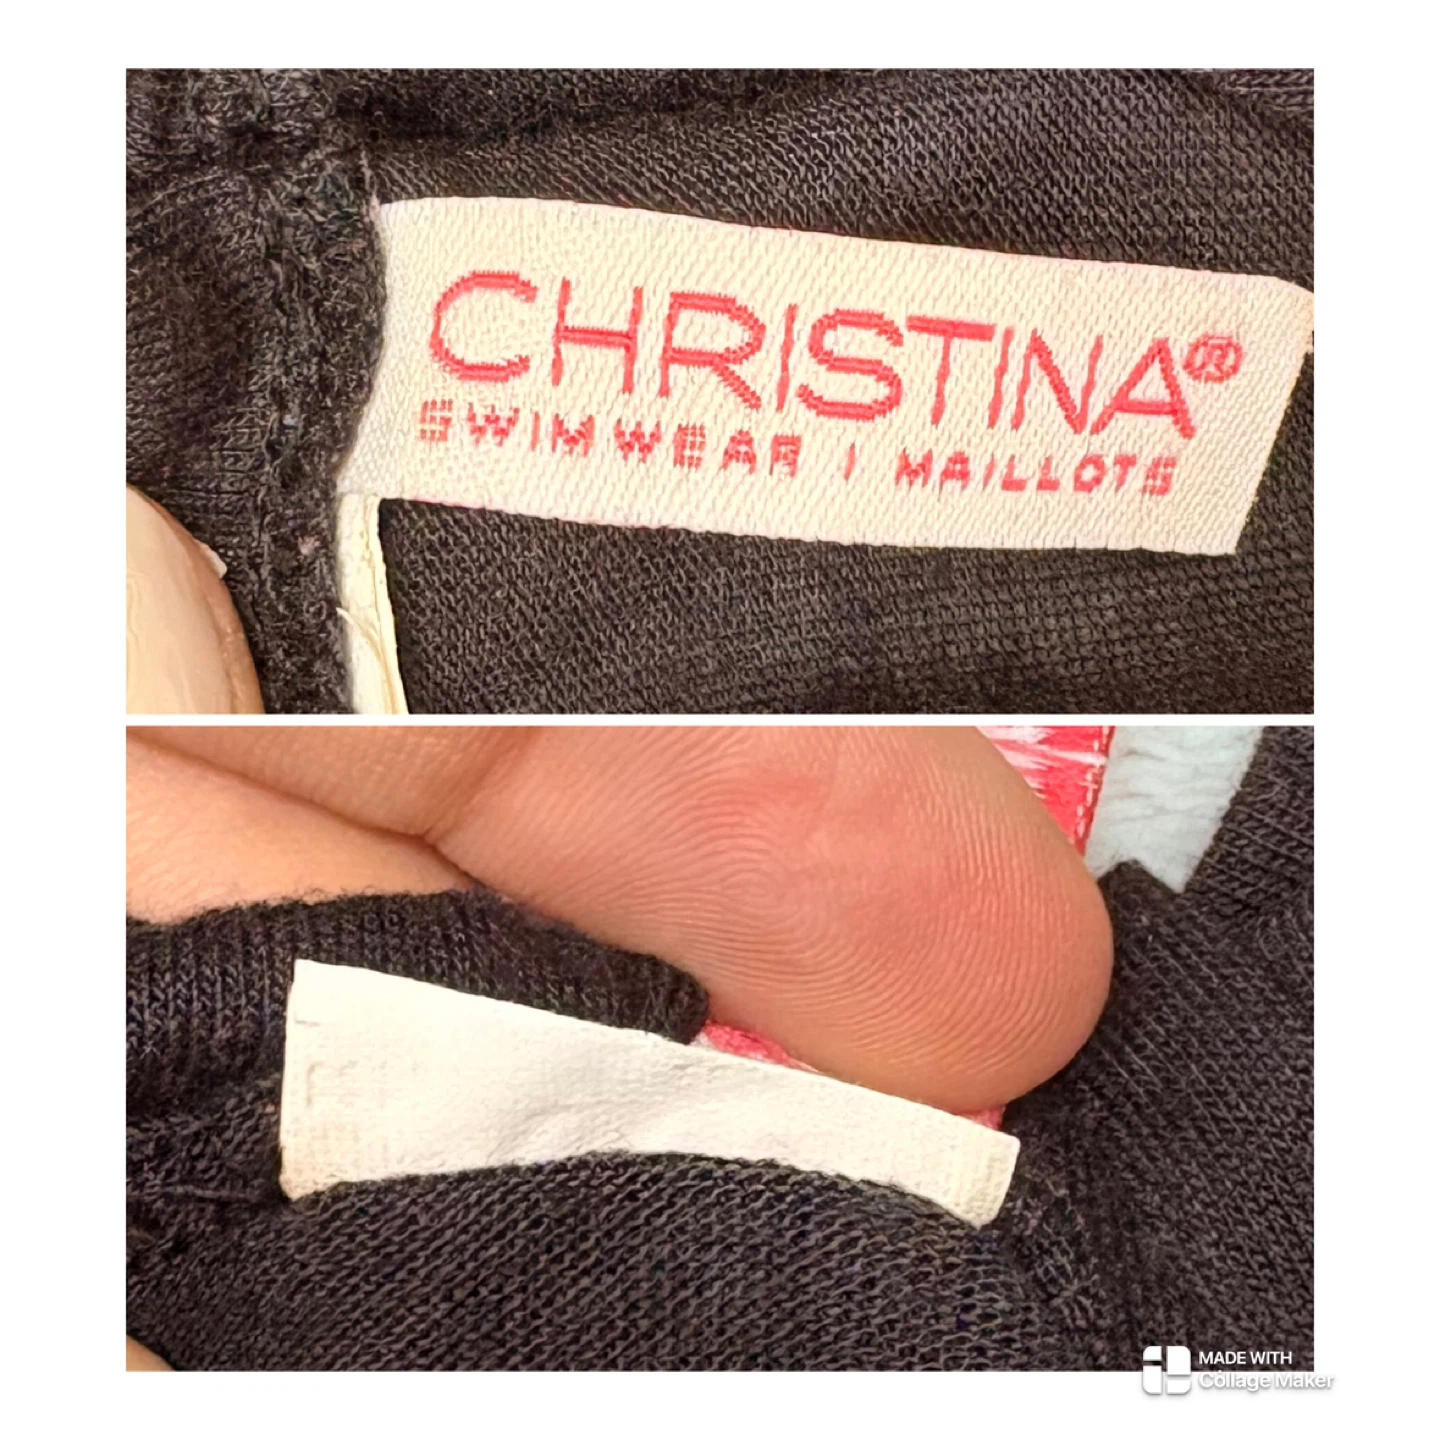 CHRISTINA®
SWIMWEAR | MAILLOTS
MADE WITH
Collage Maker